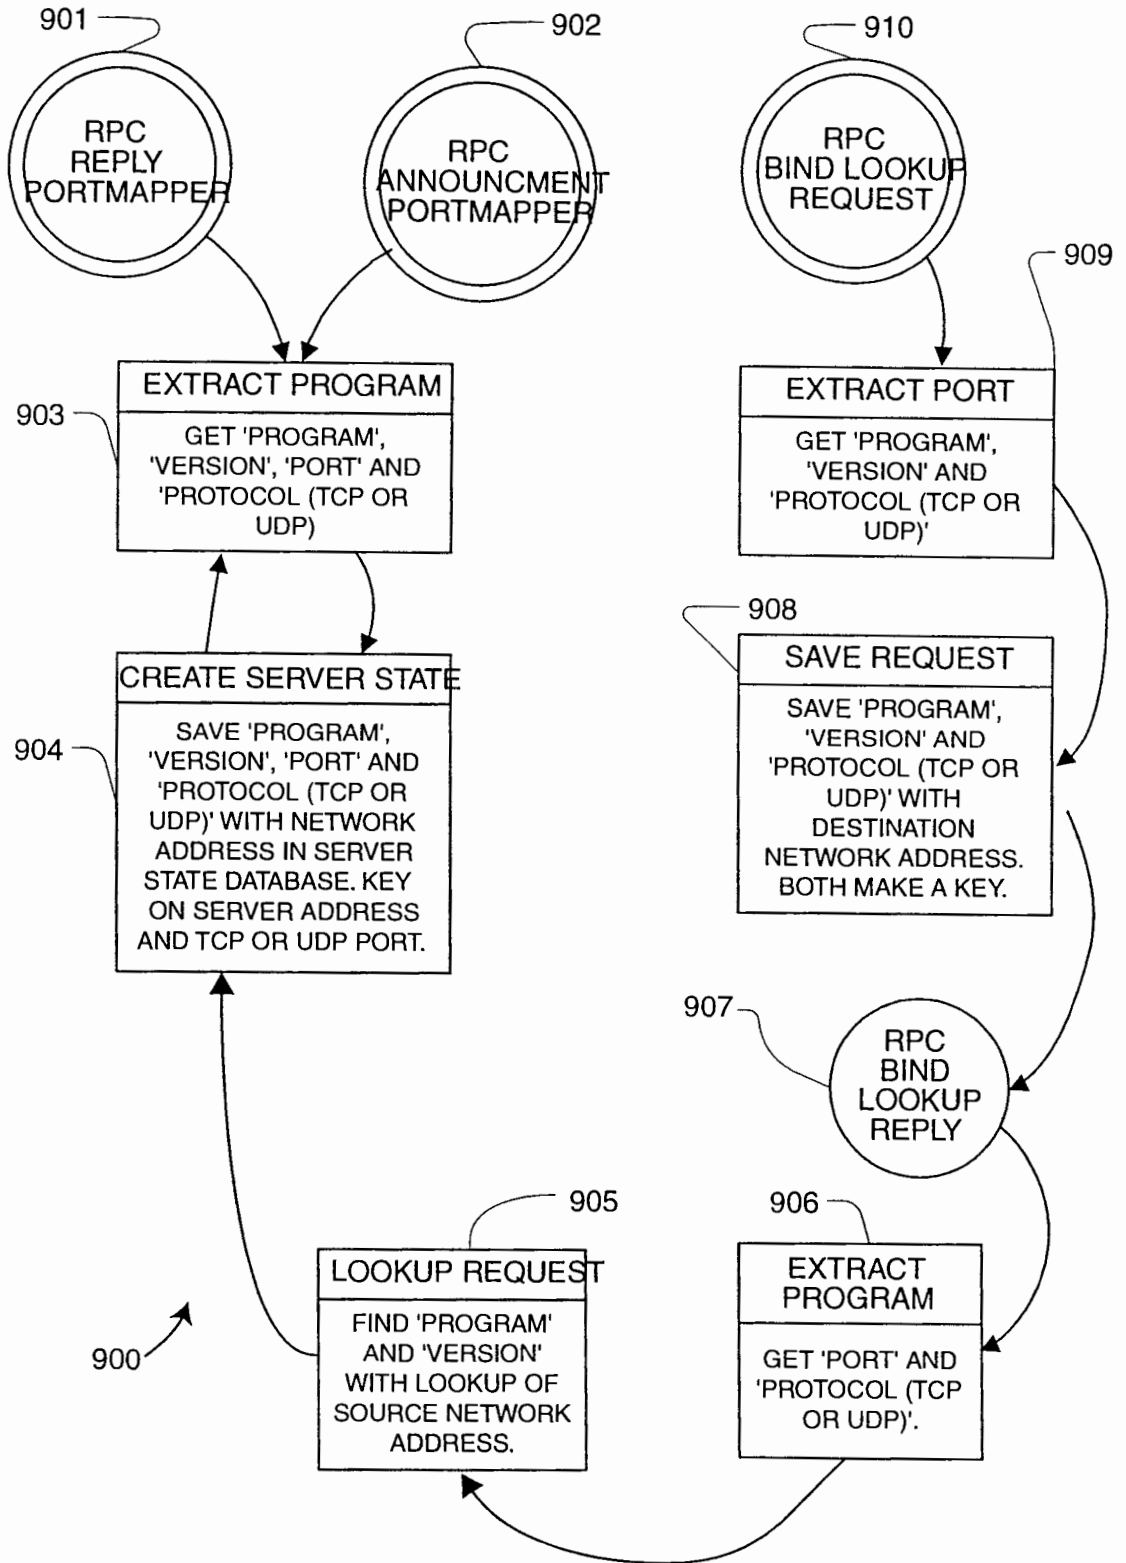 901
902
910
RPC
REPLY
PORTMAPPER
RPC
ANNOUNCMENT
PORTMAPPER
RPC
BIND LOOKUP
REQUEST
909
903
EXTRACT PROGRAM
GET 'PROGRAM',
'VERSION', 'PORT' AND
'PROTOCOL (TCP OR
UDP)
EXTRACT PORT
GET 'PROGRAM',
'VERSION' AND
'PROTOCOL (TCP OR
UDP)'
908
904
CREATE SERVER STATE
SAVE 'PROGRAM',
'VERSION', 'PORT' AND
'PROTOCOL (TCP OR
UDP)' WITH NETWORK
ADDRESS IN SERVER
STATE DATABASE. KEY
ON SERVER ADDRESS
AND TCP OR UDP PORT.
SAVE REQUEST
SAVE 'PROGRAM',
'VERSION' AND
'PROTOCOL (TCP OR
UDP)' WITH
DESTINATION
NETWORK ADDRESS.
BOTH MAKE A KEY.
907
RPC
BIND
LOOKUP
REPLY
905
906
LOOKUP REQUEST
FIND 'PROGRAM'
AND 'VERSION'
WITH LOOKUP OF
SOURCE NETWORK
ADDRESS.
EXTRACT
PROGRAM
GET 'PORT' AND
'PROTOCOL (TCP
OR UDP)'.
900